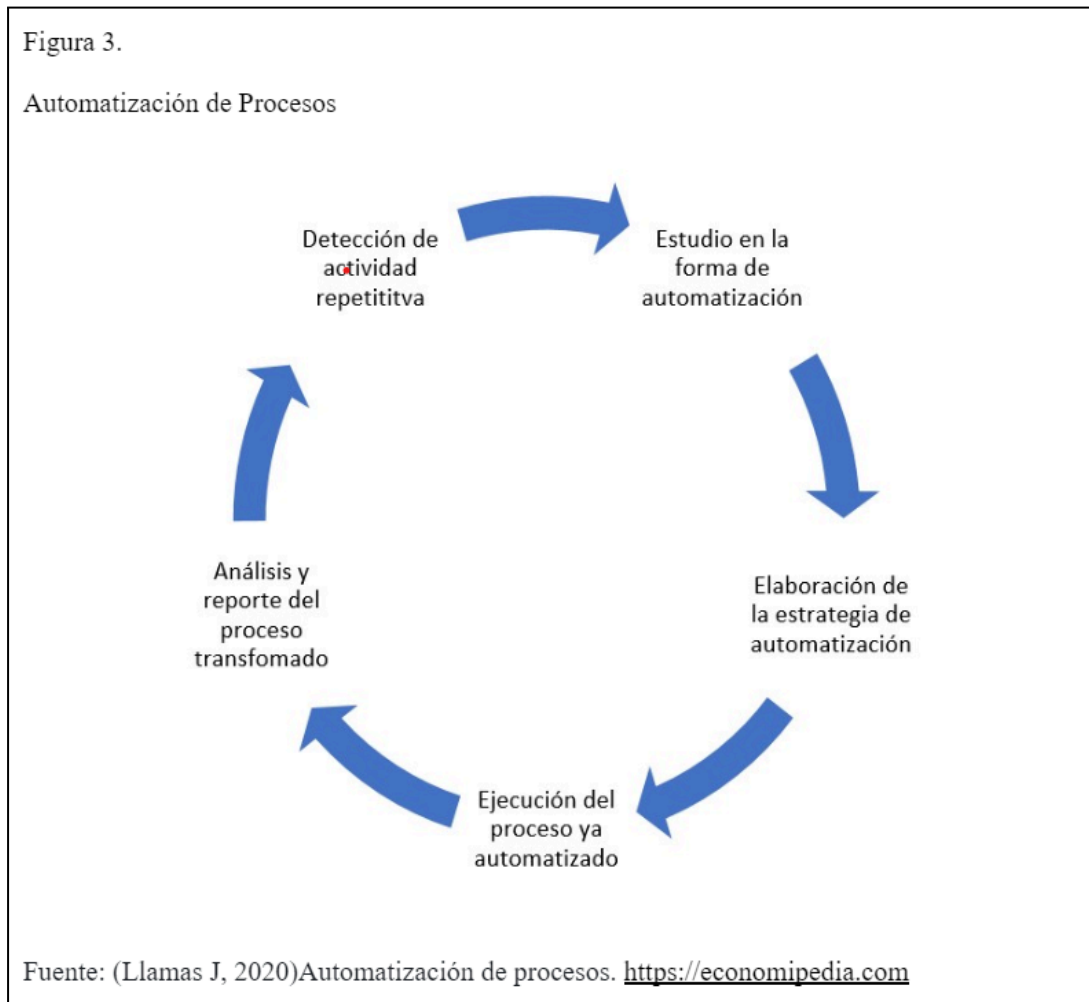 Figura 3.
Automatización de Procesos
Detección de
actividad
repetititva
Estudio en la
forma de
automatización
Elaboración de
la estrategia de
automatización
Ejecución del
proceso ya
automatizado
Análisis y
reporte del
proceso
transfomado
Fuente: (Llamas J, 2020)Automatización de procesos. https://economipedia.com